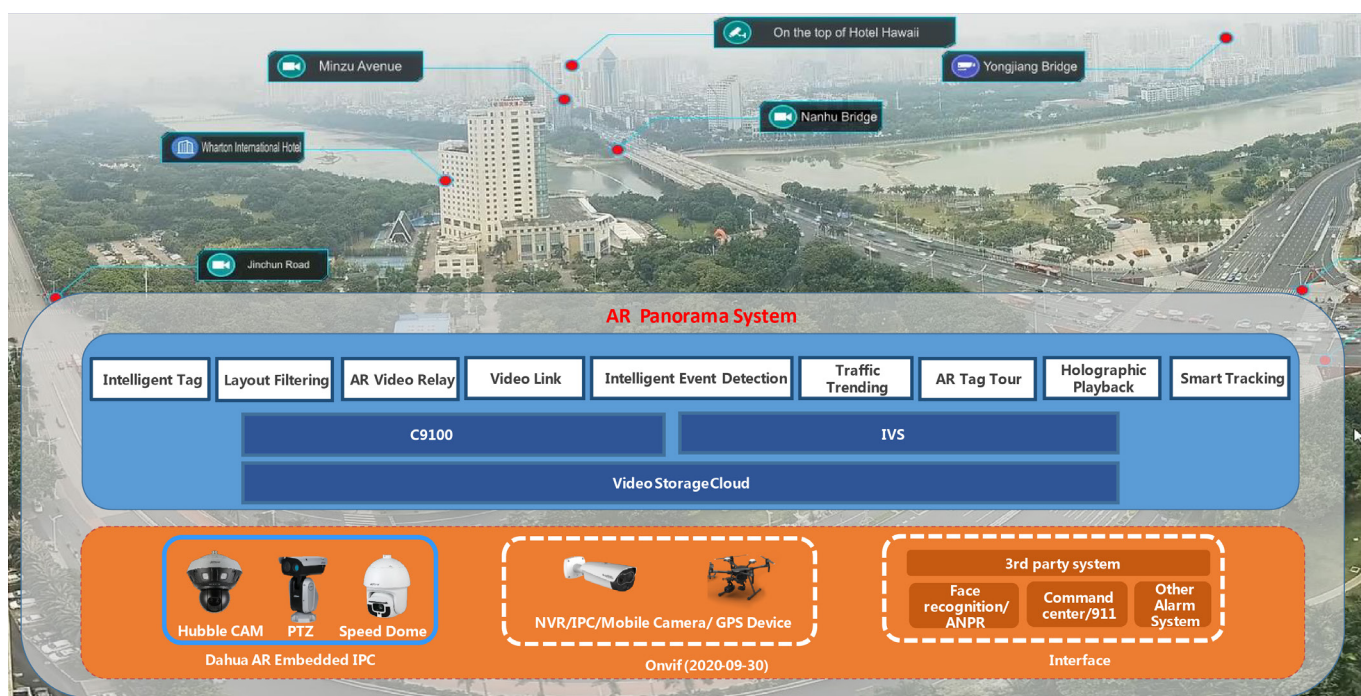 On the top of Hotel Hawaii
Minzu Avenue
Yongjiang Bridge
Nanhu Bridge
Wharton International Hotel
Jinchun Road
AR Panorama System
Intelligent Tag
Layout Filtering
AR Video Relay
Video Link
Intelligent Event Detection
Traffic
Trending
AR Tag Tour
Holographic
Playback
Smart Tracking
C9100
IVS
Video StorageCloud
Hubble CAM
PTZ
Speed Dome
Dahua AR Embedded IPC
NVR/IPC/Mobile Camera/ GPS Device
Onvif (2020-09-30)
3rd party system
Face
recognition/
ANPR
Command
center/911
Other
Alarm
System
Interface